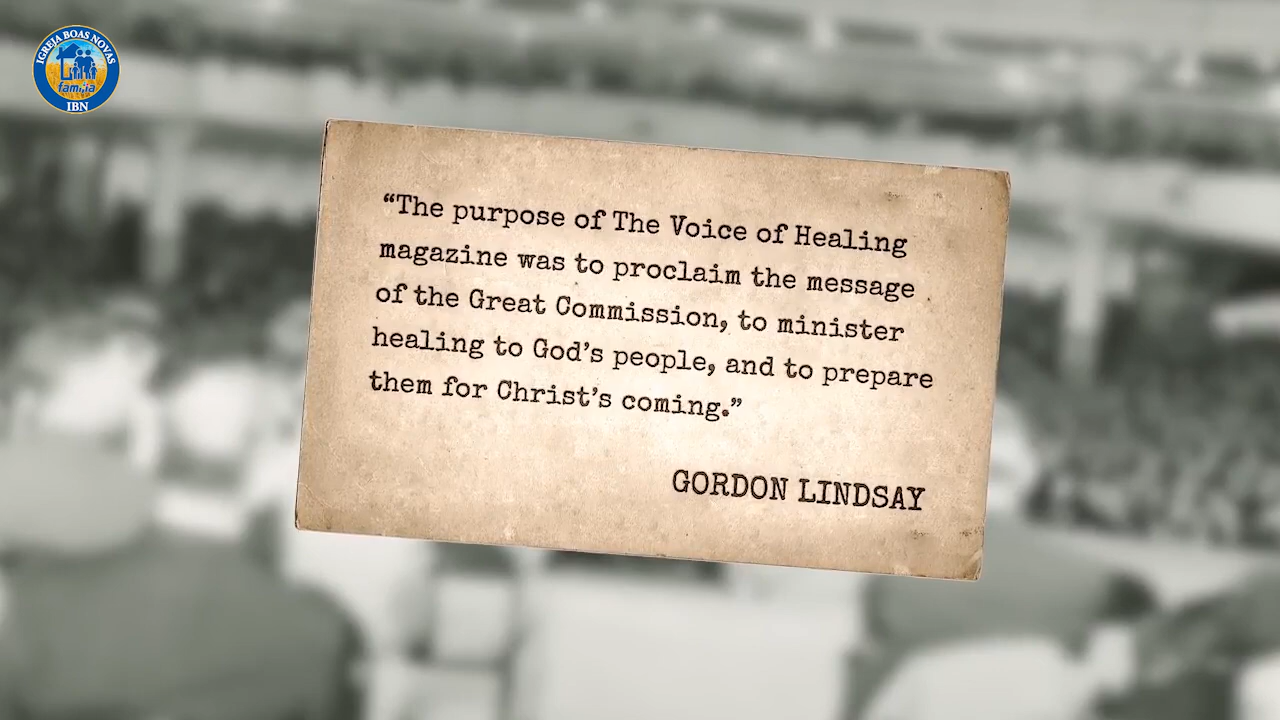 IGREJA BOAS NOVAS
família
IBN
“The purpose of The Voice of Healing
magazine was to proclaim the message
of the Great Commission, to minister
healing to God’s people, and to prepare
them for Christ’s coming.”
GORDON LINDSAY